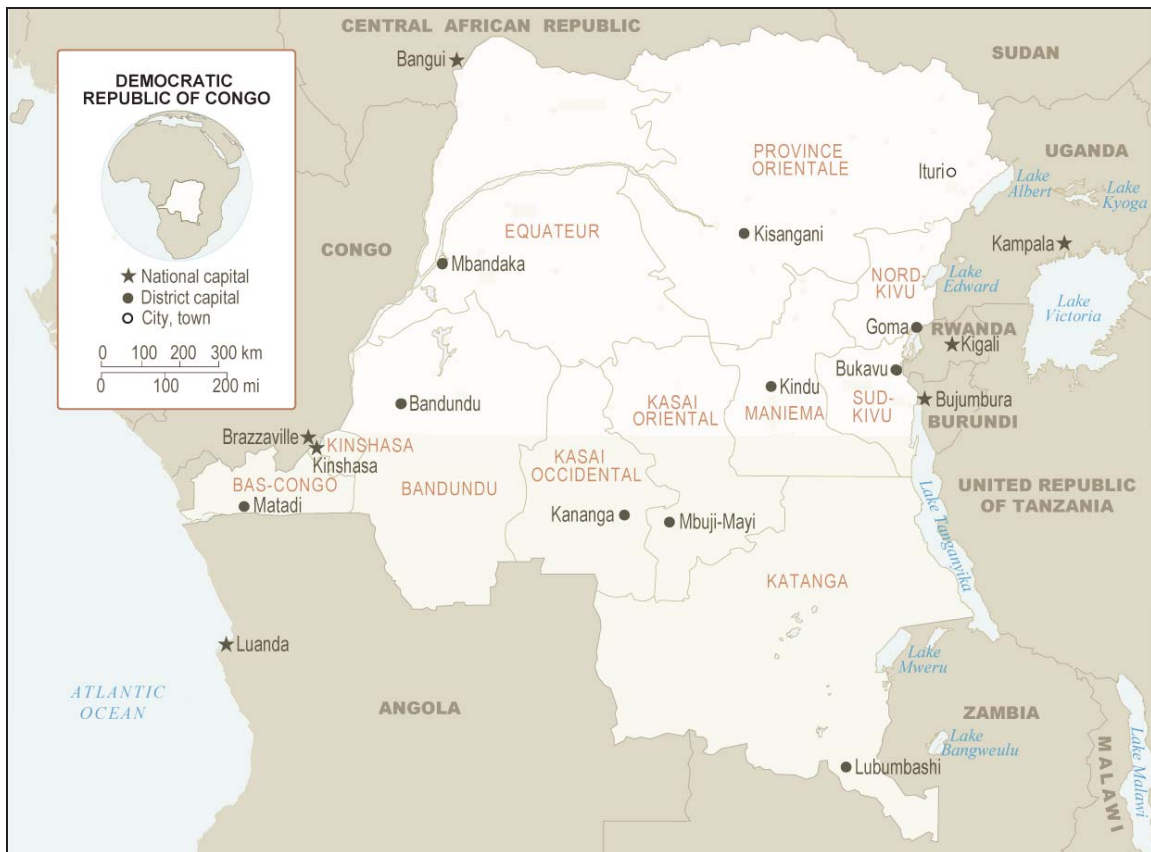 CENTRAL AFRICAN REPUBLIC
Bangui
SUDAN
DEMOCRATIC
REPUBLIC OF CONGO
National capital
District capital
City, town
0 100 200 300 km
0 100 200 mi
PROVINCE
ORIENTALE
Ituri
UGANDA
Lake
Albert
Lake
Kyoga
EQUATEUR
CONGO
Mbandaka
Kisangani
Kampala
NORD-
KIVU
Lake
Edward
Lake
Victoria
Goma
RWANDA
Kigali
Bukavu
Bandundu
KASAI
ORIENTAL
Kindu
MANIEMA
SUD-
KIVU
Bujumbura
BURUNDI
Brazzaville
KINSHASA
Kinshasa
BAS-CONGO
Matadi
BANDUNDU
KASAI
OCCIDENTAL
Kananga
Mbuji-Mayi
UNITED REPUBLIC
OF TANZANIA
Lake Tanganyika
KATANGA
Luanda
ATLANTIC
OCEAN
ANGOLA
Lake
Mweru
ZAMBIA
Lake
Bangweulu
Lubumbashi
MALAWI
Lake Malawi